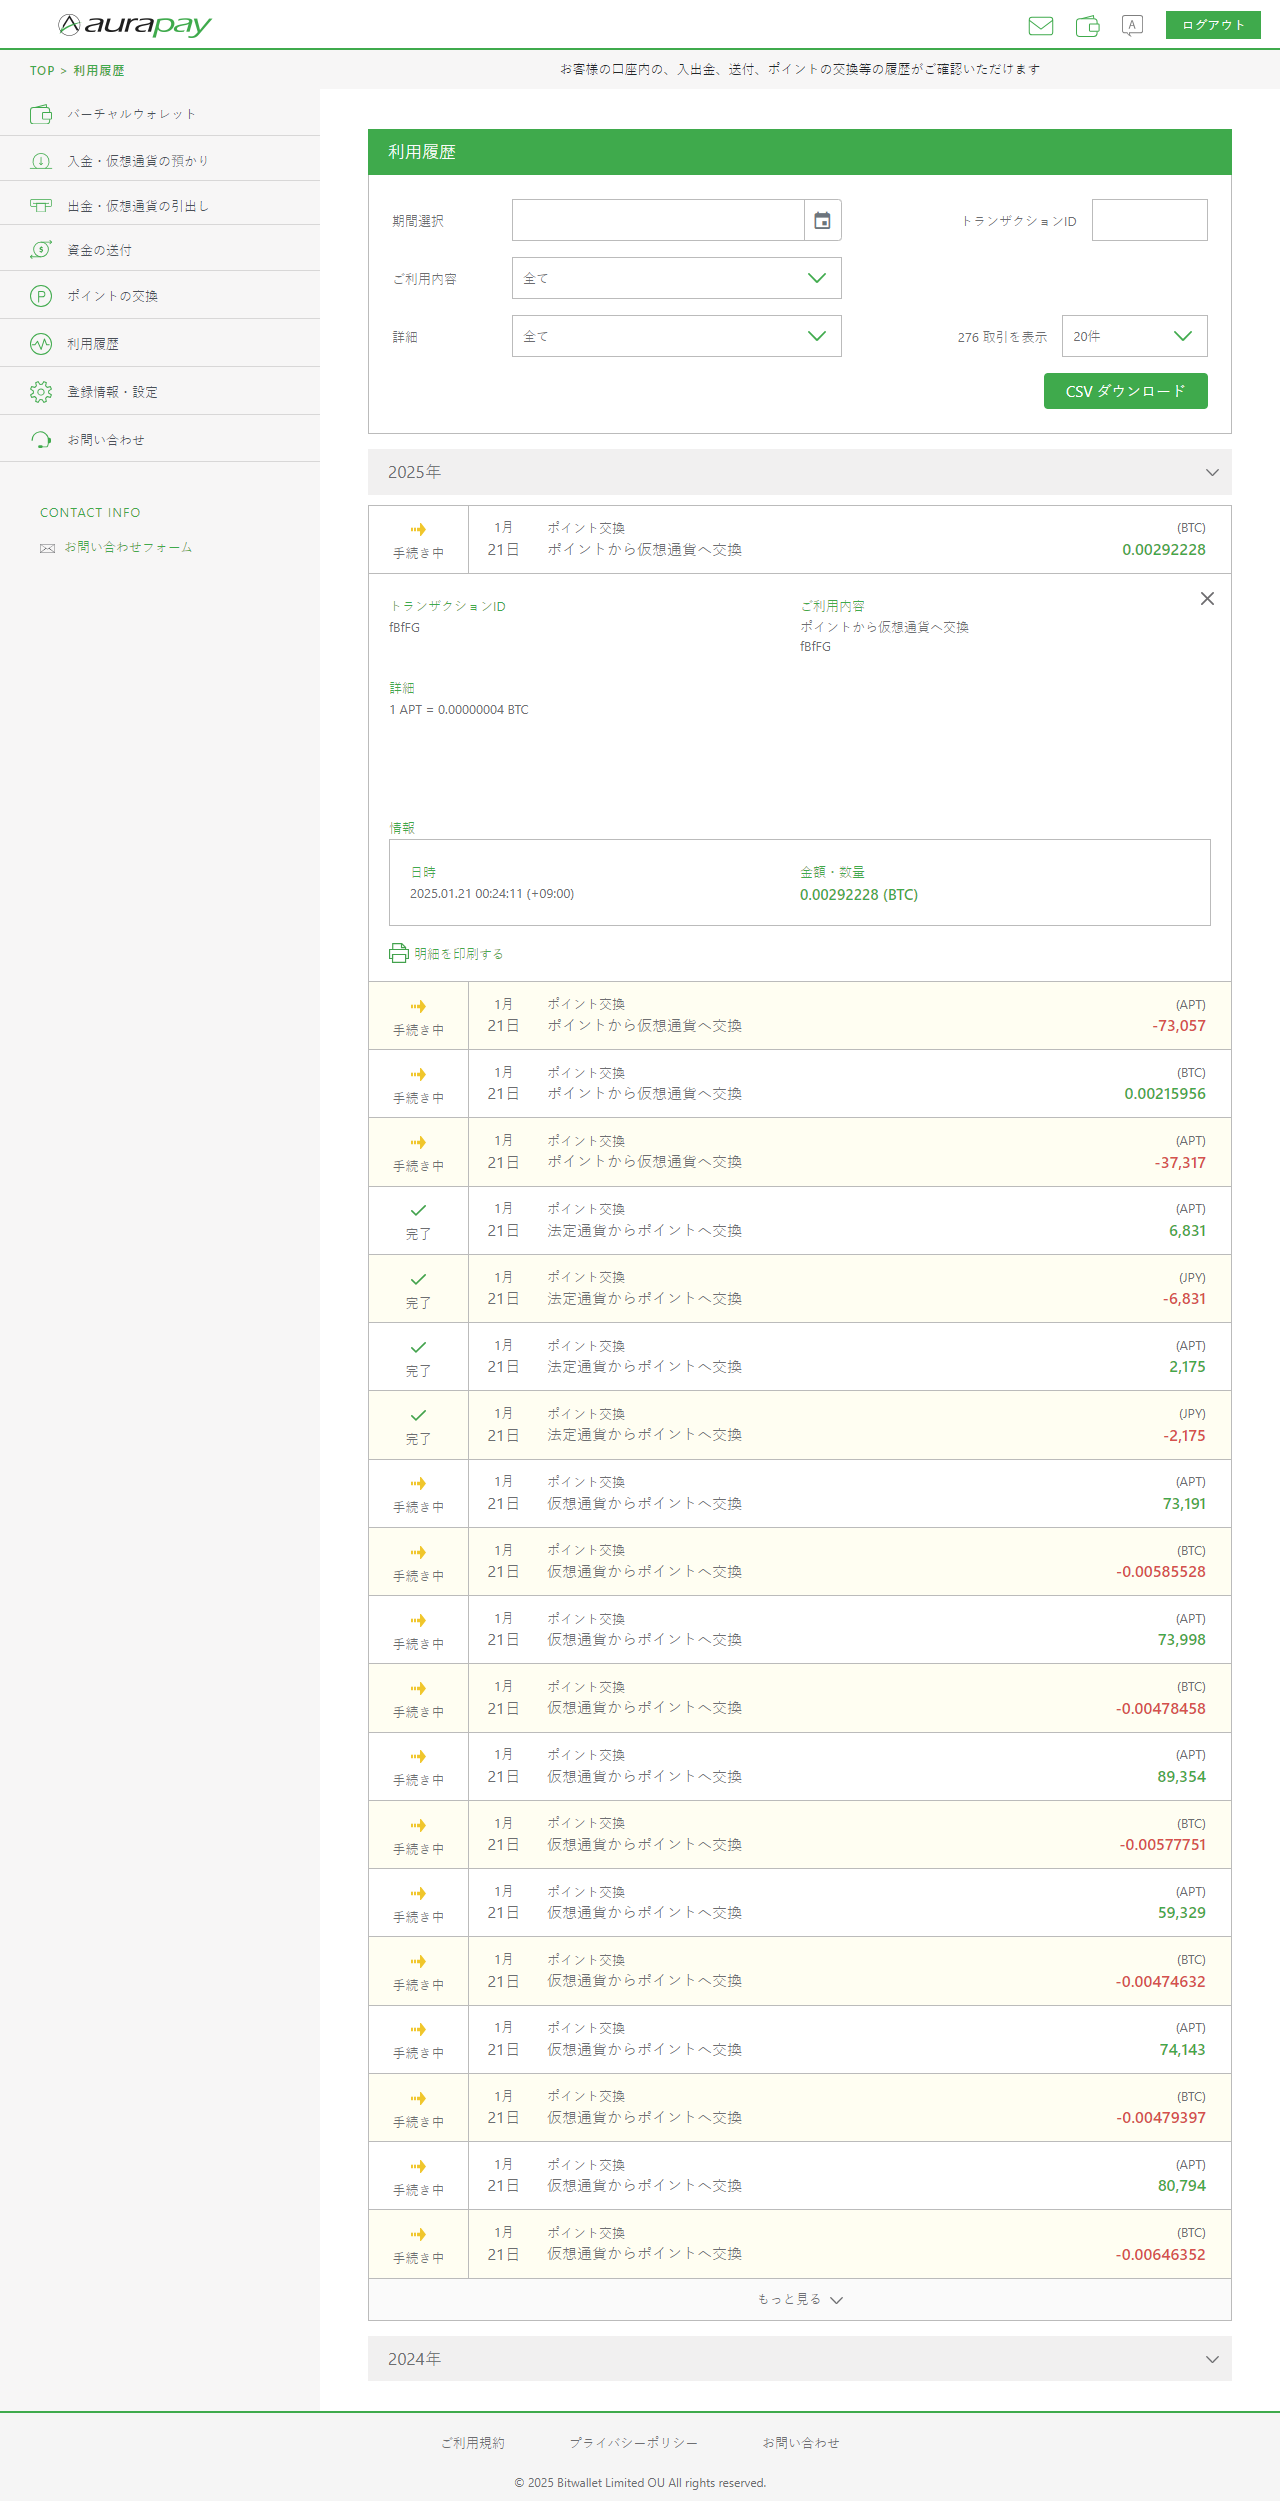 aurapay
ログアウト
TOP > 利用履歴
お客様の口座内の、入出金、送付、ポイントの交換等の履歴がご確認いただけます
バーチャルウォレット
入金・仮想通貨の預かり
出金・仮想通貨の引出し
資金の送付
ポイントの交換
利用履歴
登録情報・設定
お問い合わせ
CONTACT INFO
お問い合わせフォーム
利用履歴
期間選択
トランザクションID
ご利用内容
全て
詳細
全て
276 取引を表示
20件
CSV ダウンロード
2025年
手続き中
1月
21日
ポイント交換
ポイントから仮想通貨へ交換
(BTC)
0.00292228
トランザクションID
fBfFG
ご利用内容
ポイントから仮想通貨へ交換
fBfFG
詳細
1 APT = 0.00000004 BTC
情報
日時
2025.01.21 00:24:11 (+09:00)
金額・数量
0.00292228 (BTC)
明細を印刷する
手続き中
1月
21日
ポイント交換
ポイントから仮想通貨へ交換
(APT)
-73,057
手続き中
1月
21日
ポイント交換
ポイントから仮想通貨へ交換
(BTC)
0.00215956
手続き中
1月
21日
ポイント交換
ポイントから仮想通貨へ交換
(APT)
-37,317
完了
1月
21日
ポイント交換
法定通貨からポイントへ交換
(APT)
6,831
完了
1月
21日
ポイント交換
法定通貨からポイントへ交換
(JPY)
-6,831
完了
1月
21日
ポイント交換
法定通貨からポイントへ交換
(APT)
2,175
完了
1月
21日
ポイント交換
法定通貨からポイントへ交換
(JPY)
-2,175
手続き中
1月
21日
ポイント交換
仮想通貨からポイントへ交換
(APT)
73,191
手続き中
1月
21日
ポイント交換
仮想通貨からポイントへ交換
(BTC)
-0.00585528
手続き中
1月
21日
ポイント交換
仮想通貨からポイントへ交換
(APT)
73,998
手続き中
1月
21日
ポイント交換
仮想通貨からポイントへ交換
(BTC)
-0.00478458
手続き中
1月
21日
ポイント交換
仮想通貨からポイントへ交換
(APT)
89,354
手続き中
1月
21日
ポイント交換
仮想通貨からポイントへ交換
(BTC)
-0.00577751
手続き中
1月
21日
ポイント交換
仮想通貨からポイントへ交換
(APT)
59,329
手続き中
1月
21日
ポイント交換
仮想通貨からポイントへ交換
(BTC)
-0.00474632
手続き中
1月
21日
ポイント交換
仮想通貨からポイントへ交換
(APT)
74,143
手続き中
1月
21日
ポイント交換
仮想通貨からポイントへ交換
(BTC)
-0.00479397
手続き中
1月
21日
ポイント交換
仮想通貨からポイントへ交換
(APT)
80,794
手続き中
1月
21日
ポイント交換
仮想通貨からポイントへ交換
(BTC)
-0.00646352
もっと見る
2024年
ご利用規約
プライバシーポリシー
お問い合わせ
© 2025 Bitwallet Limited OU All rights reserved.